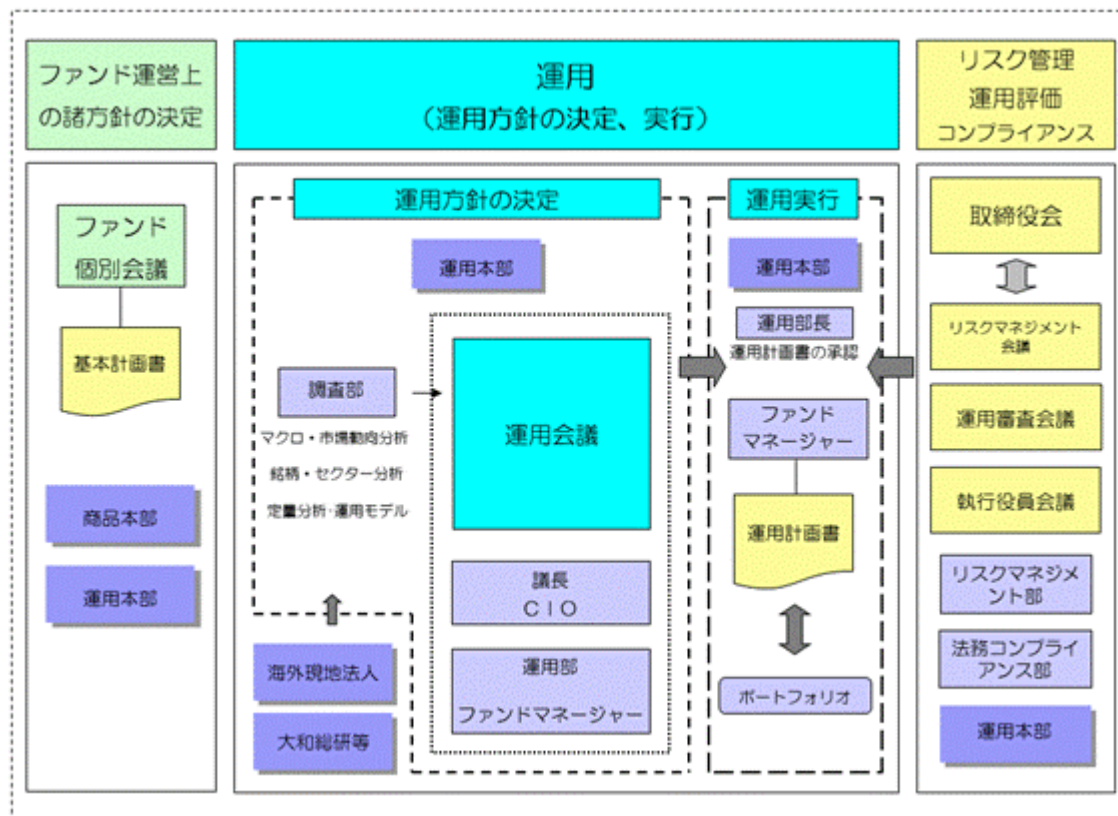 ファンド運営上
の諸方針の決定
運用
（運用方針の決定、実行）
リスク管理
運用評価
コンプライアンス
ファンド
個別会議
基本計画書
商品本部
運用本部
運用方針の決定
運用本部
調査部
マクロ・市場動向分析
銘柄・セクター分析
定量分析・運用モデル
海外現地法人
大和総研等
運用会議
議長
ＣＩＯ
運用部
ファンドマネージャー
運用実行
運用本部
運用部長
運用計画書の承認
ファンド
マネージャー
運用計画書
ポートフォリオ
取締役会
リスクマネジメント
会議
運用審査会議
執行役員会議
リスクマネジメ
ント部
法務コンプライ
アンス部
運用本部